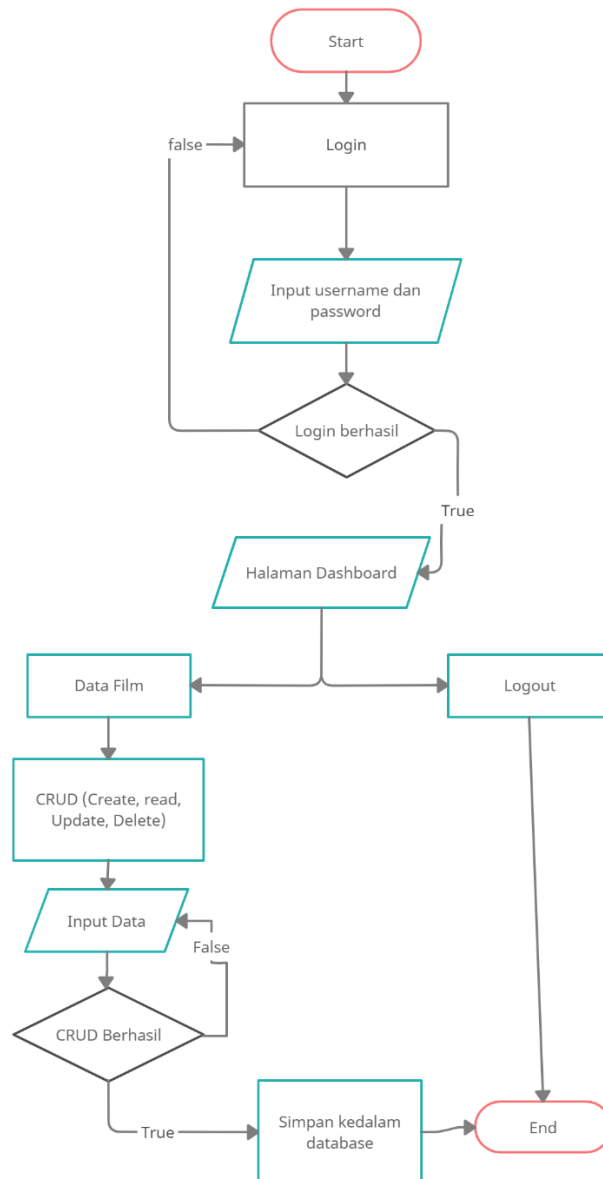 Start
false
Login
Input username dan
password
Login berhasil
True
Halaman Dashboard
Data Film
Logout
CRUD (Create, read,
Update, Delete)
Input Data
False
CRUD Berhasil
True
Simpan kedalam
database
End